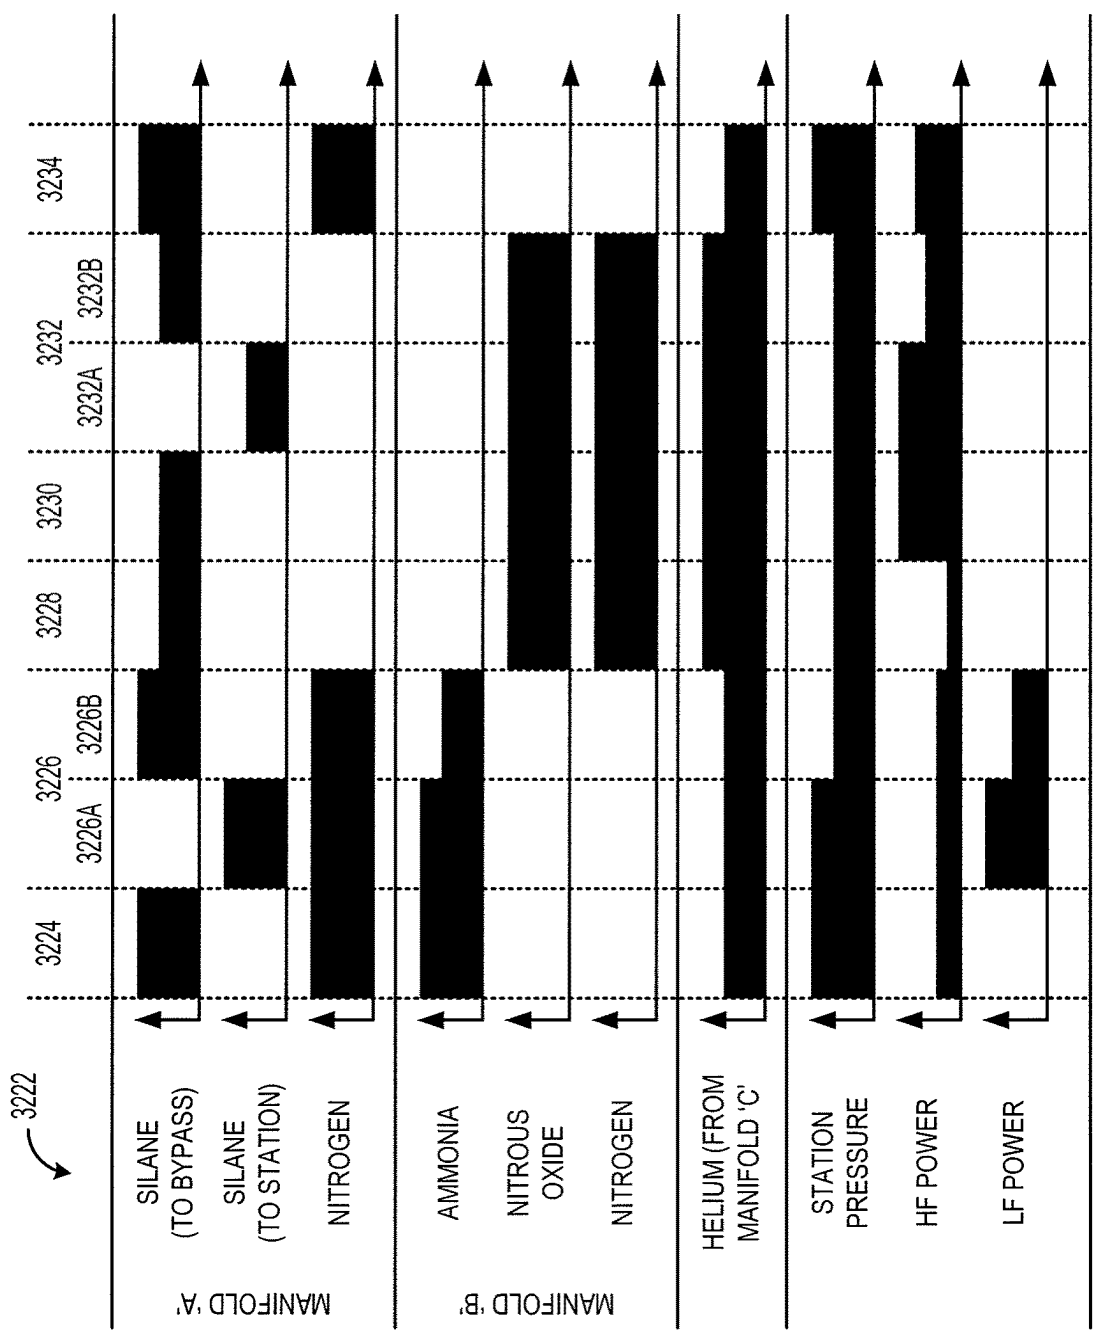 3222
3224
3226
3226A
3226B
3228
3230
3232
3232A
3232B
3234
MANIFOLD 'A'
SILANE
(TO BYPASS)
SILANE
(TO STATION)
NITROGEN
MANIFOLD 'B'
AMMONIA
NITROUS
OXIDE
NITROGEN
HELIUM (FROM
MANIFOLD 'C'
STATION
PRESSURE
HF POWER
LF POWER